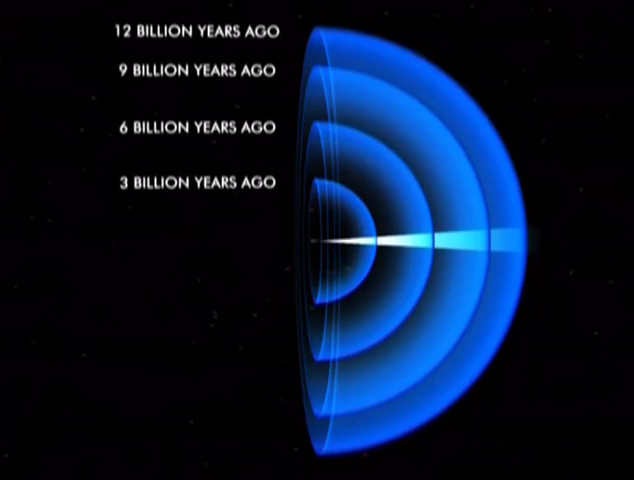 12 BILLION YEARS AGO
9 BILLION YEARS AGO
6 BILLION YEARS AGO
3 BILLION YEARS AGO